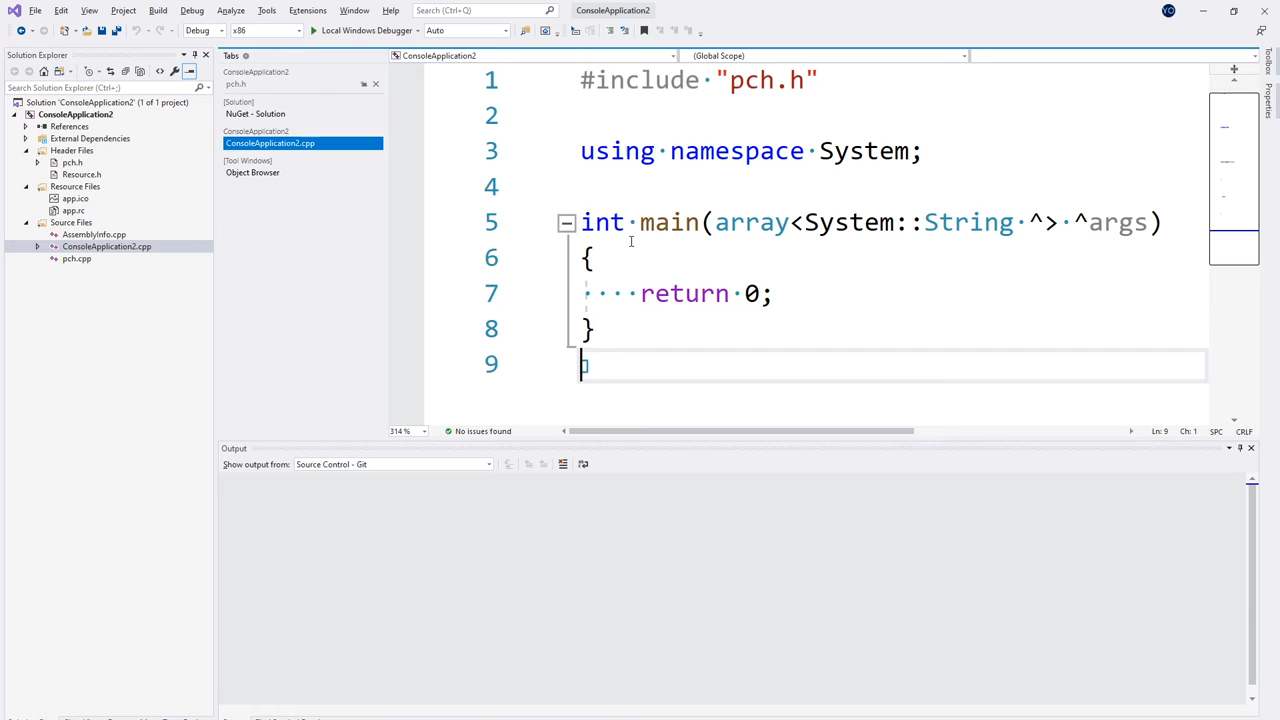 File Edit View Project Build Debug Analyze Tools Extensions Window Help Search (Ctrl+Q) ConsoleApplication2 YO
Debug x86 Local Windows Debugger Auto
Solution Explorer
Search Solution Explorer (Ctrl+;)
Solution 'ConsoleApplication2' (1 of 1 project)
ConsoleApplication2
References
External Dependencies
Header Files
pch.h
Resource.h
Resource Files
app.ico
app.rc
Source Files
AssemblyInfo.cpp
ConsoleApplication2.cpp
pch.cpp
Tabs
ConsoleApplication2
pch.h
[Solution]
NuGet - Solution
ConsoleApplication2
ConsoleApplication2.cpp
[Tool Windows]
Object Browser
ConsoleApplication2 (Global Scope)
1 #include "pch.h"
2
3 using namespace System;
4
5 int main(array<System::String ^> ^args)
6 {
7 return 0;
8 }
9
314 % No issues found Ln: 9 Ch: 1 SPC CRLF
Output
Show output from: Source Control - Git
Toolbox
Properties